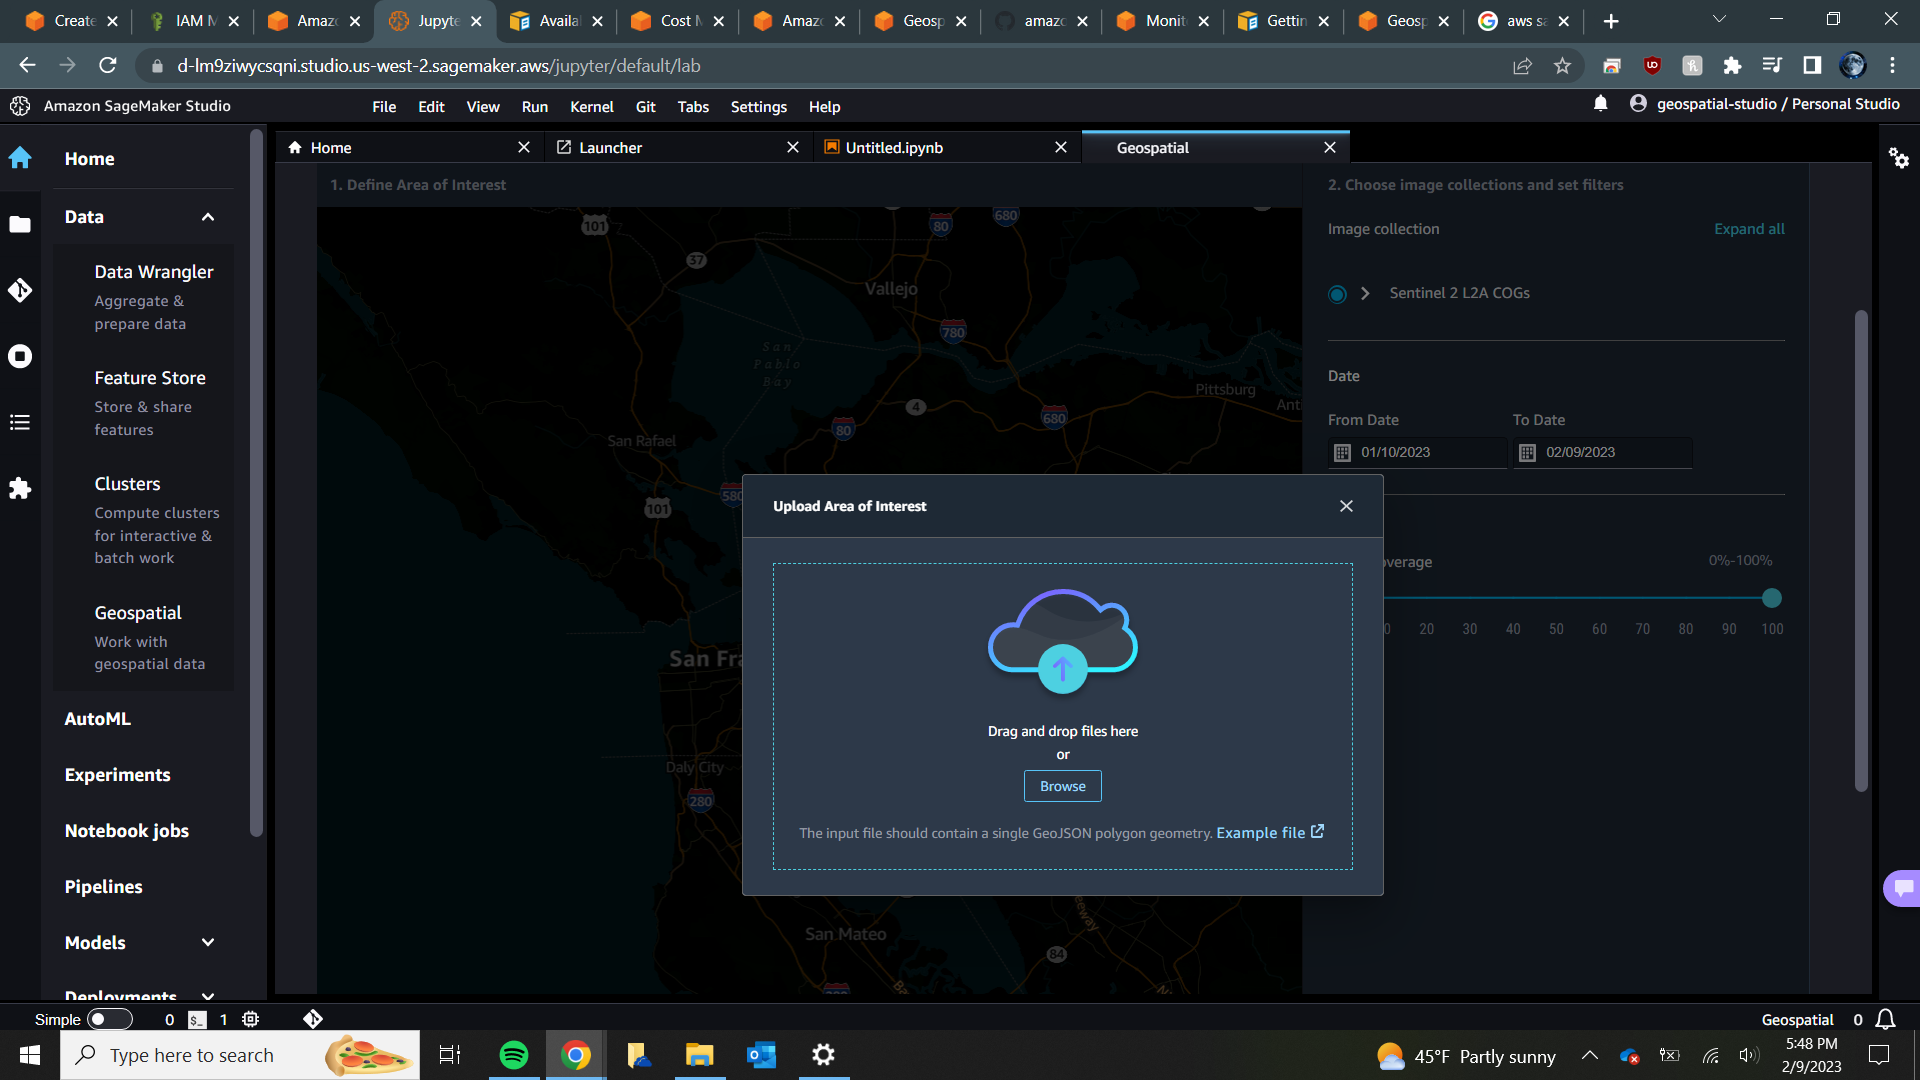 Create
IAM M
Amazo
Jupyte
Availa
Cost M
Amazo
Geosp
amazo
Monit
Gettin
Geosp
aws sa
d-lm9ziwycsqni.studio.us-west-2.sagemaker.aws/jupyter/default/lab
Amazon SageMaker Studio
File Edit View Run Kernel Git Tabs Settings Help
geospatial-studio / Personal Studio
Home
Launcher
Untitled.ipynb
Geospatial
Home
Data
Data Wrangler
Aggregate &
prepare data
Feature Store
Store & share
features
Clusters
Compute clusters
for interactive &
batch work
Geospatial
Work with
geospatial data
AutoML
Experiments
Notebook jobs
Pipelines
Models
Deployments
1. Define Area of Interest
101
80
680
37
Vallejo
780
San
Pablo
Bay
Pittsburg
Anti
4
680
80
San Rafael
580
101
San Fra
Daly City
280
San Mateo
eeway
84
2. Choose image collections and set filters
Image collection
Expand all
Sentinel 2 L2A COGs
Date
From Date
To Date
01/10/2023
02/09/2023
overage
0%-100%
0 20 30 40 50 60 70 80 90 100
Upload Area of Interest
Drag and drop files here
or
Browse
The input file should contain a single GeoJSON polygon geometry. Example file
Simple
0
1
Geospatial
0
Type here to search
45°F Partly sunny
5:48 PM
2/9/2023